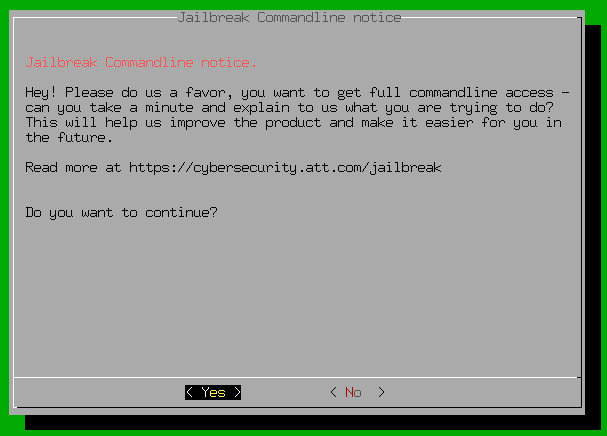 Jailbreak Commandline notice
Jailbreak Commandline notice.
Hey! Please do us a favor, you want to get full commandline access -
can you take a minute and explain to us what you are trying to do?
This will help us improve the product and make it easier for you in
the future.
Read more at https://cybersecurity.att.com/jailbreak
Do you want to continue?
< Yes > < No >